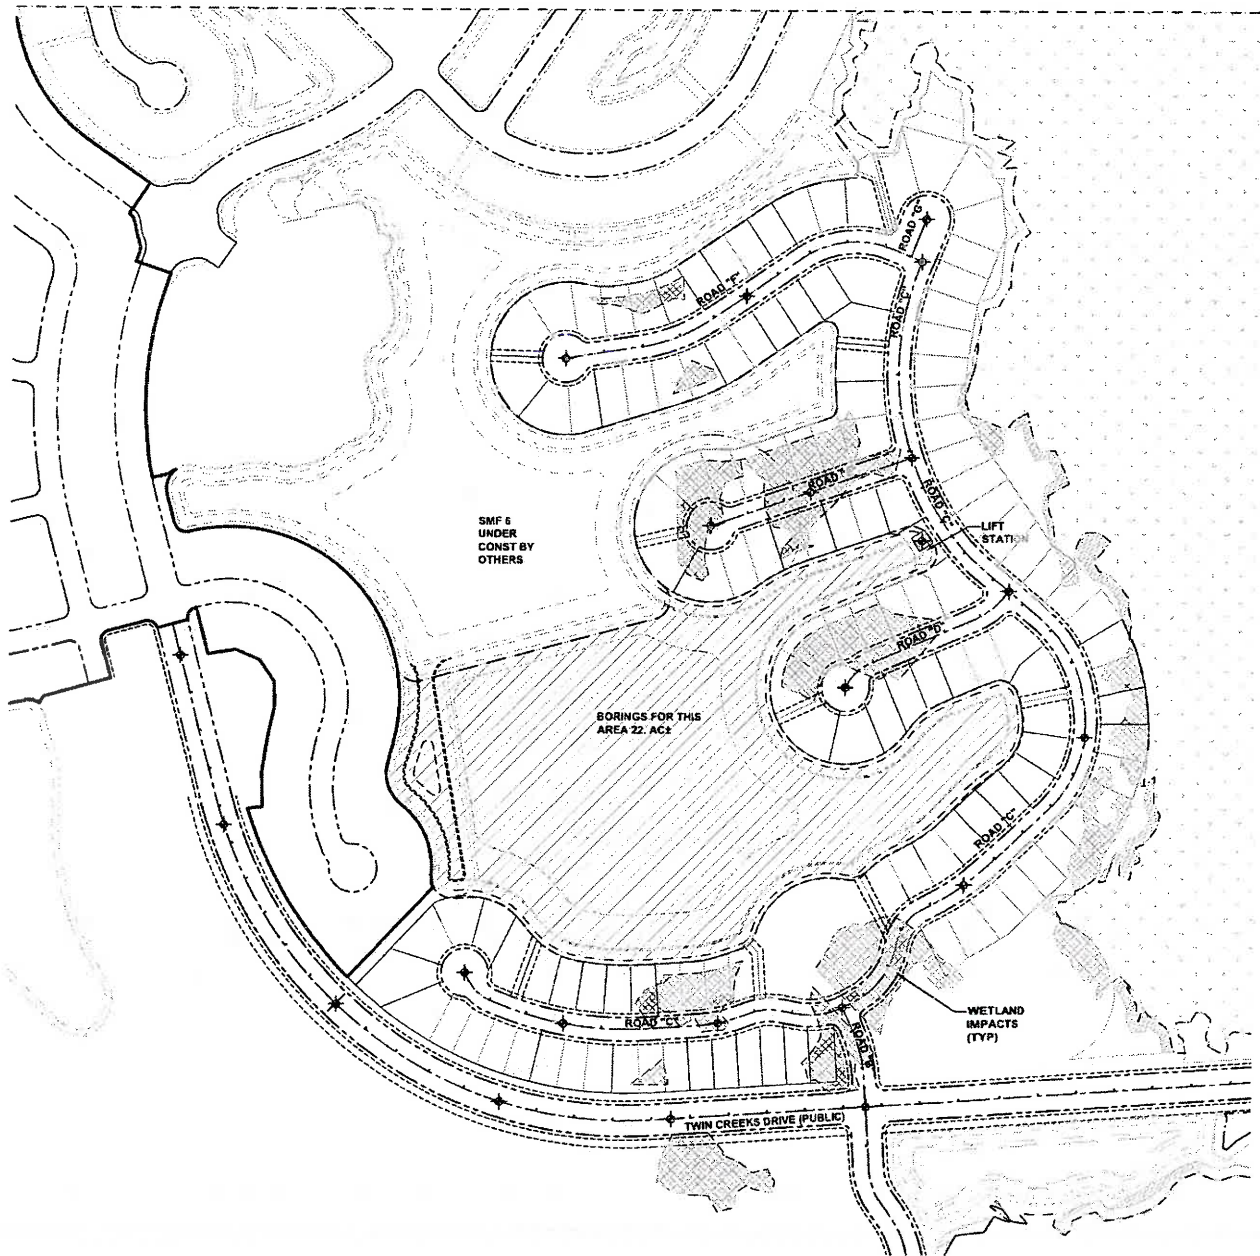 ROAD "G"
ROAD "F"
ROAD "C"
ROAD
ROAD "C"
LIFT
STATION
SMF 6
UNDER
CONST BY
OTHERS
ROAD "D"
BORINGS FOR THIS
AREA 22. AC±
ROAD "C"
WETLAND
IMPACTS
(TYP)
ROAD "C"
ROAD
TWIN CREEKS DRIVE (PUBLIC)